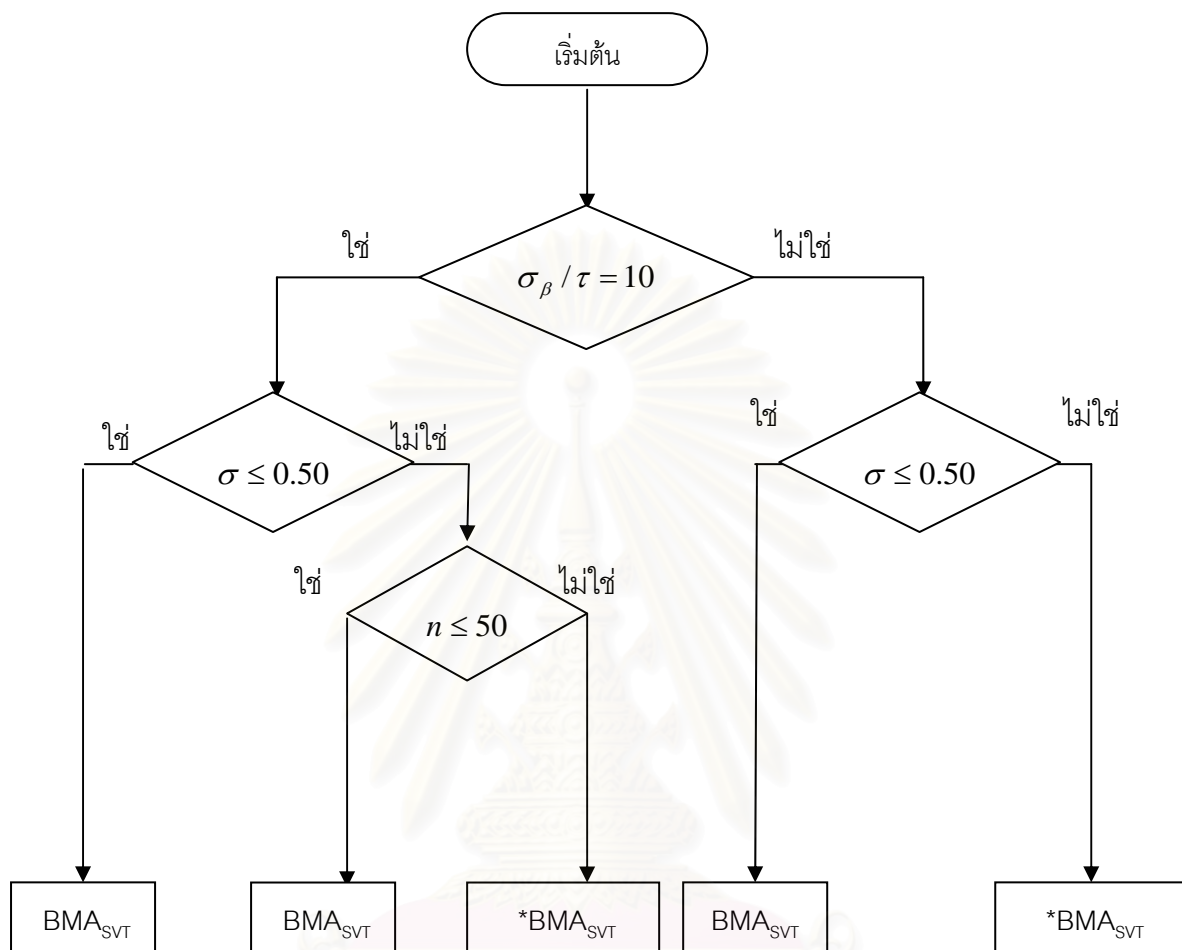 เริ่มต้น
ใช่
ไม่ใช่
σ_β / τ = 10
ใช่
ไม่ใช่
ใช่
ไม่ใช่
σ ≤ 0.50
σ ≤ 0.50
ใช่
ไม่ใช่
n ≤ 50
BMA_SVT
BMA_SVT
*BMA_SVT
BMA_SVT
*BMA_SVT